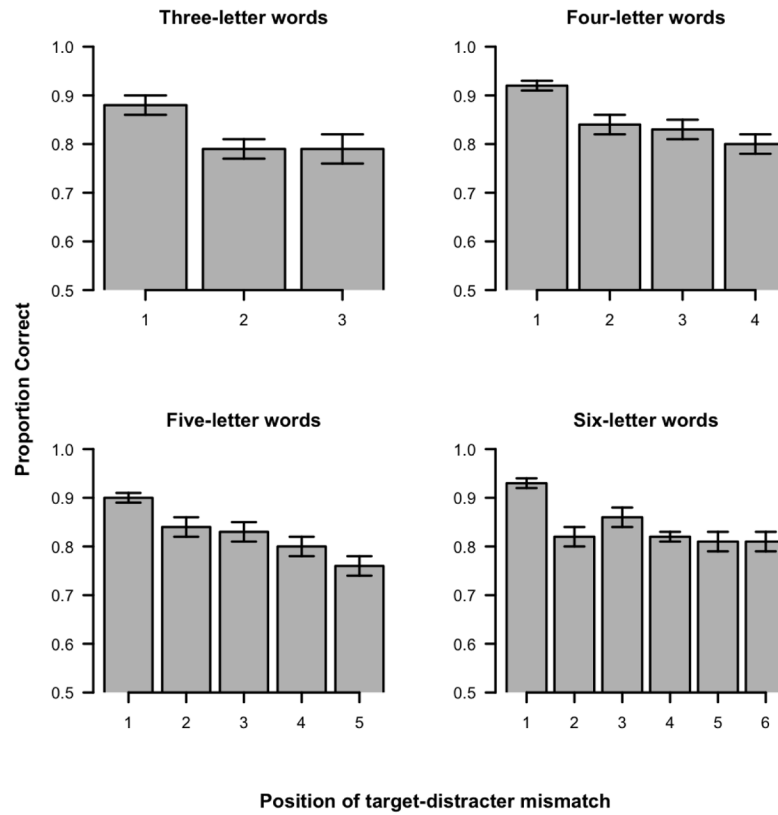 Three-letter words
1.0
0.9
0.8
0.7
0.6
0.5
1 2 3
Four-letter words
1.0
0.9
0.8
0.7
0.6
0.5
1 2 3 4
Proportion Correct
Five-letter words
1.0
0.9
0.8
0.7
0.6
0.5
1 2 3 4 5
Six-letter words
1.0
0.9
0.8
0.7
0.6
0.5
1 2 3 4 5 6
Position of target-distracter mismatch